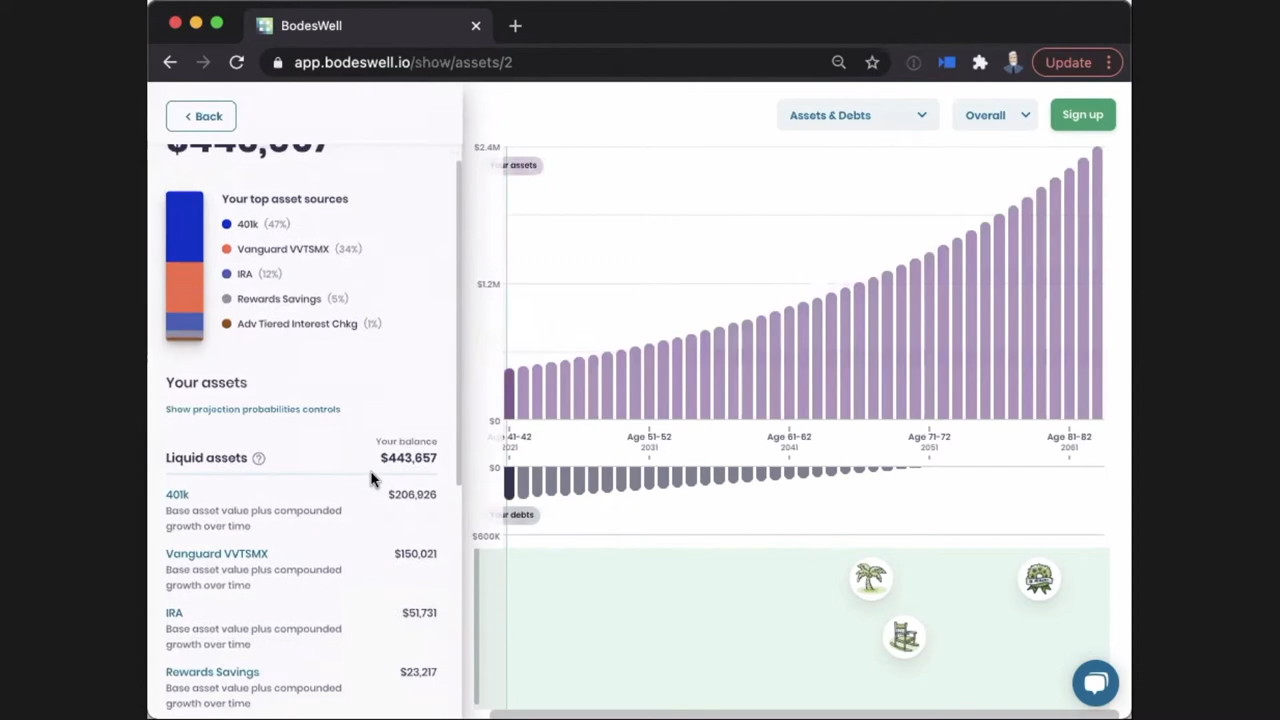 BodesWell
app.bodeswell.io/show/assets/2
Update
Back
Assets & Debts
Overall
Sign up
Your top asset sources
401k (47%)
Vanguard VVTSMX (34%)
IRA (12%)
Rewards Savings (5%)
Adv Tiered Interest Chkg (1%)
Your assets
Show projection probabilities controls
Your balance
Liquid assets ? $443,657
401k $206,926
Base asset value plus compounded
growth over time
Vanguard VVTSMX $150,021
Base asset value plus compounded
growth over time
IRA $51,731
Base asset value plus compounded
growth over time
Rewards Savings $23,217
Base asset value plus compounded
growth over time
$2.4M
assets
$1.2M
$0
41-42
Age 51-52
Age 61-62
Age 71-72
Age 81-82
2021
2031
2041
2051
2061
$0
debts
$600K